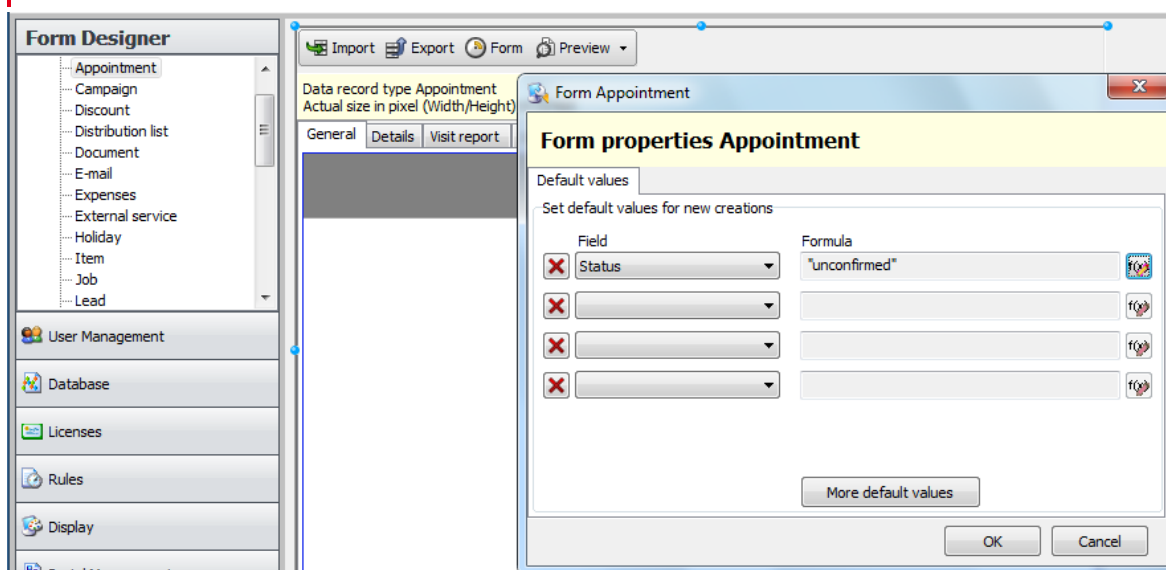 Form Designer
Appointment
Campaign
Discount
Distribution list
Document
E-mail
Expenses
External service
Holiday
Item
Job
Lead
User Management
Database
Licenses
Rules
Display
Import Export Form Preview
Data record type Appointment
Actual size in pixel (Width/Height)
General Details Visit report
Form Appointment
Form properties Appointment
Default values
Set default values for new creations
Field Formula
Status "unconfirmed" f(x)
f(x)
f(x)
f(x)
More default values
OK Cancel